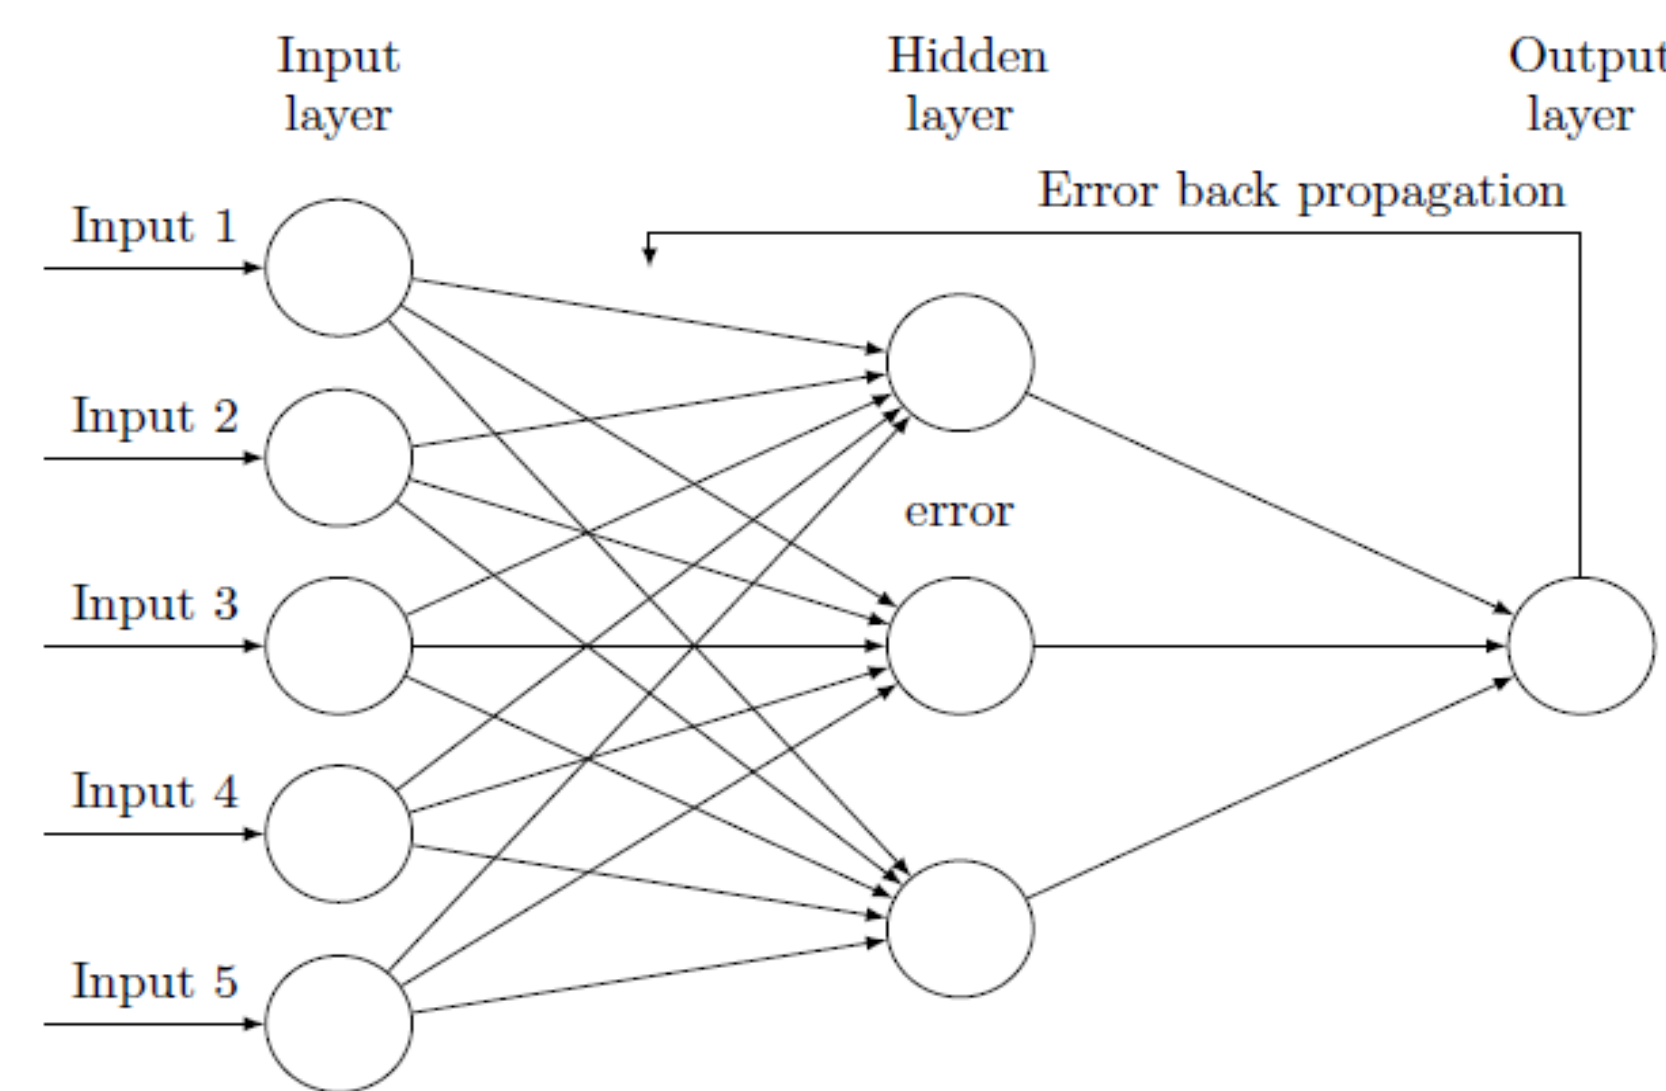 Input
layer
Hidden
layer
Output
layer
Error back propagation
Input 1
Input 2
error
Input 3
Input 4
Input 5